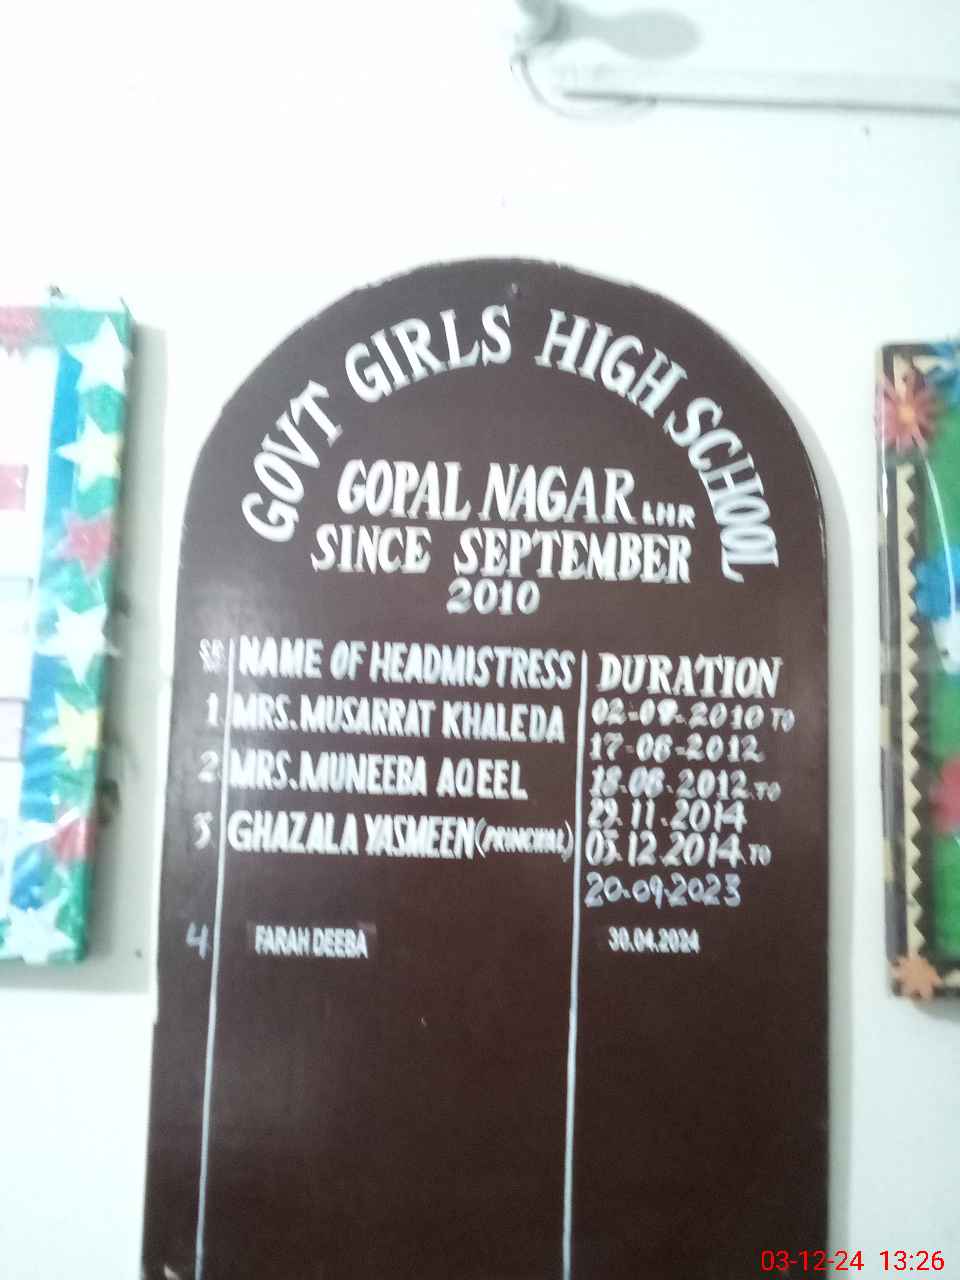 GOVT GIRLS HIGH SCHOOL
GOPAL NAGAR LHR
SINCE SEPTEMBER
2010
SR NAME OF HEADMISTRESS DURATION
1. MRS. MUSARRAT KHALEDA 02-09-2010 TO
17-06-2012
2. MRS. MUNEEBA AQEEL 18-06-2012 TO
29.11.2014
3. GHAZALA YASMEEN (PRINCIPAL) 03.12.2014 TO
20-09-2023
4 FARAH DEEBA 30.04.2024
03-12-24 13:26